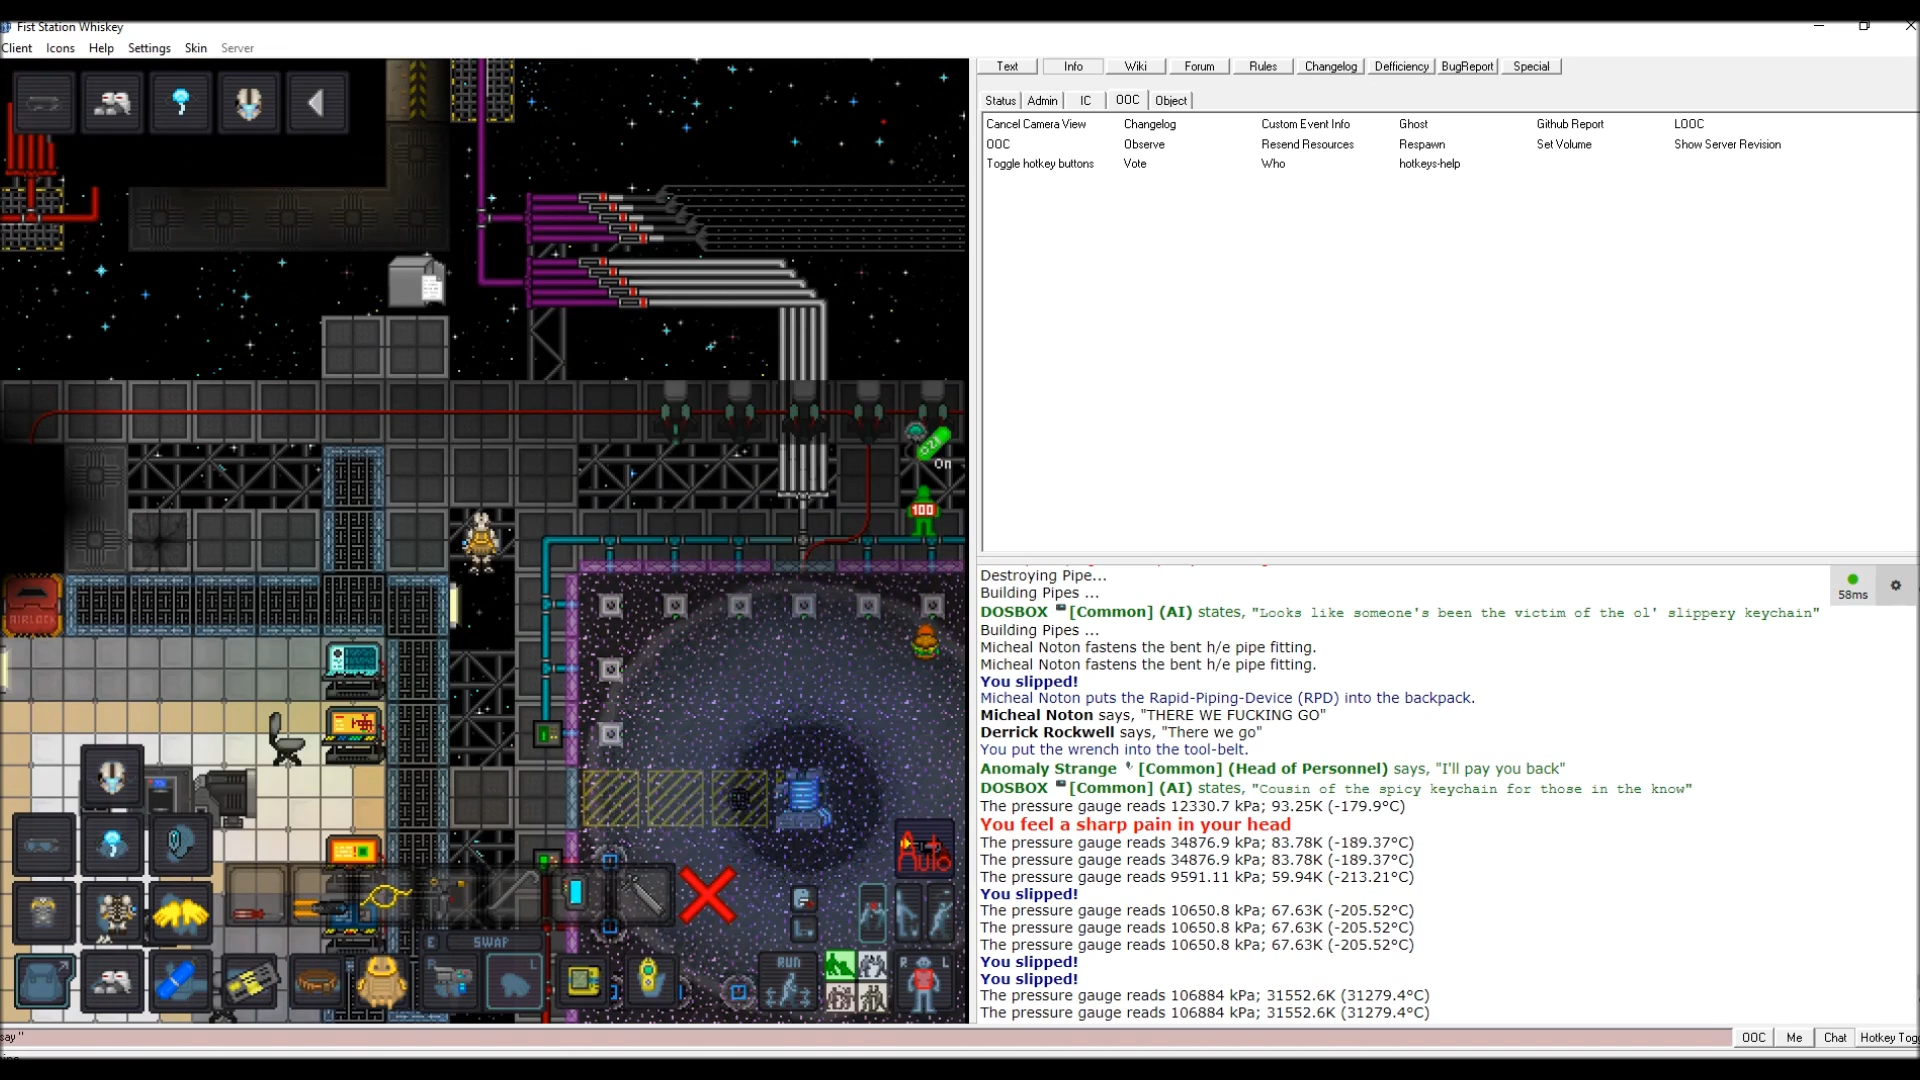 Fist Station Whiskey
Client Icons Help Settings Skin Server
Text Info Wiki Forum Rules Changelog Defficiency BugReport Special
Status Admin IC OOC Object
Cancel Camera View Changelog Custom Event Info Ghost Github Report LOOC
OOC Observe Resend Resources Respawn Set Volume Show Server Revision
Toggle hotkey buttons Vote Who hotkeys-help
On
100
AIRLOCK
Auto
E SWAP
R L
RUN
R L
58ms
Destroying Pipe...
Building Pipes ...
DOSBOX [Common] (AI) states, "Looks like someone's been the victim of the ol' slippery keychain"
Building Pipes ...
Micheal Noton fastens the bent h/e pipe fitting.
Micheal Noton fastens the bent h/e pipe fitting.
You slipped!
Micheal Noton puts the Rapid-Piping-Device (RPD) into the backpack.
Micheal Noton says, "THERE WE FUCKING GO"
Derrick Rockwell says, "There we go"
You put the wrench into the tool-belt.
Anomaly Strange [Common] (Head of Personnel) says, "I'll pay you back"
DOSBOX [Common] (AI) states, "Cousin of the spicy keychain for those in the know"
The pressure gauge reads 12330.7 kPa; 93.25K (-179.9°C)
You feel a sharp pain in your head
The pressure gauge reads 34876.9 kPa; 83.78K (-189.37°C)
The pressure gauge reads 34876.9 kPa; 83.78K (-189.37°C)
The pressure gauge reads 9591.11 kPa; 59.94K (-213.21°C)
You slipped!
The pressure gauge reads 10650.8 kPa; 67.63K (-205.52°C)
The pressure gauge reads 10650.8 kPa; 67.63K (-205.52°C)
The pressure gauge reads 10650.8 kPa; 67.63K (-205.52°C)
You slipped!
You slipped!
The pressure gauge reads 106884 kPa; 31552.6K (31279.4°C)
The pressure gauge reads 106884 kPa; 31552.6K (31279.4°C)
say "
OOC Me Chat Hotkey Togg